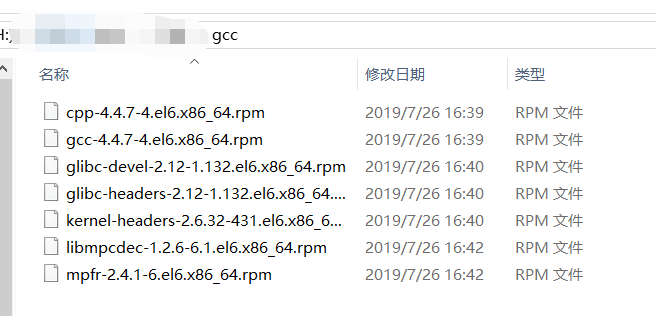 gcc
名称 修改日期 类型
cpp-4.4.7-4.el6.x86_64.rpm 2019/7/26 16:39 RPM 文件
gcc-4.4.7-4.el6.x86_64.rpm 2019/7/26 16:39 RPM 文件
glibc-devel-2.12-1.132.el6.x86_64.rpm 2019/7/26 16:40 RPM 文件
glibc-headers-2.12-1.132.el6.x86_64.... 2019/7/26 16:40 RPM 文件
kernel-headers-2.6.32-431.el6.x86_6... 2019/7/26 16:40 RPM 文件
libmpcdec-1.2.6-6.1.el6.x86_64.rpm 2019/7/26 16:42 RPM 文件
mpfr-2.4.1-6.el6.x86_64.rpm 2019/7/26 16:42 RPM 文件